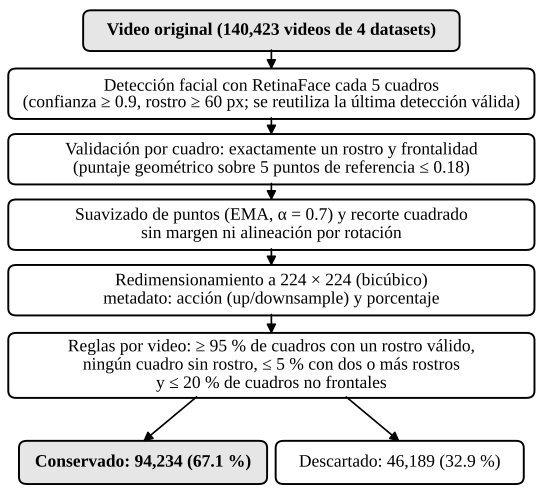 Video original (140,423 videos de 4 datasets)
Detección facial con RetinaFace cada 5 cuadros
(confianza ≥ 0.9, rostro ≥ 60 px; se reutiliza la última detección válida)
Validación por cuadro: exactamente un rostro y frontalidad
(puntaje geométrico sobre 5 puntos de referencia ≤ 0.18)
Suavizado de puntos (EMA, α = 0.7) y recorte cuadrado
sin margen ni alineación por rotación
Redimensionamiento a 224 × 224 (bicúbico)
metadato: acción (up/downsample) y porcentaje
Reglas por video: ≥ 95 % de cuadros con un rostro válido,
ningún cuadro sin rostro, ≤ 5 % con dos o más rostros
y ≤ 20 % de cuadros no frontales
Conservado: 94,234 (67.1 %)
Descartado: 46,189 (32.9 %)